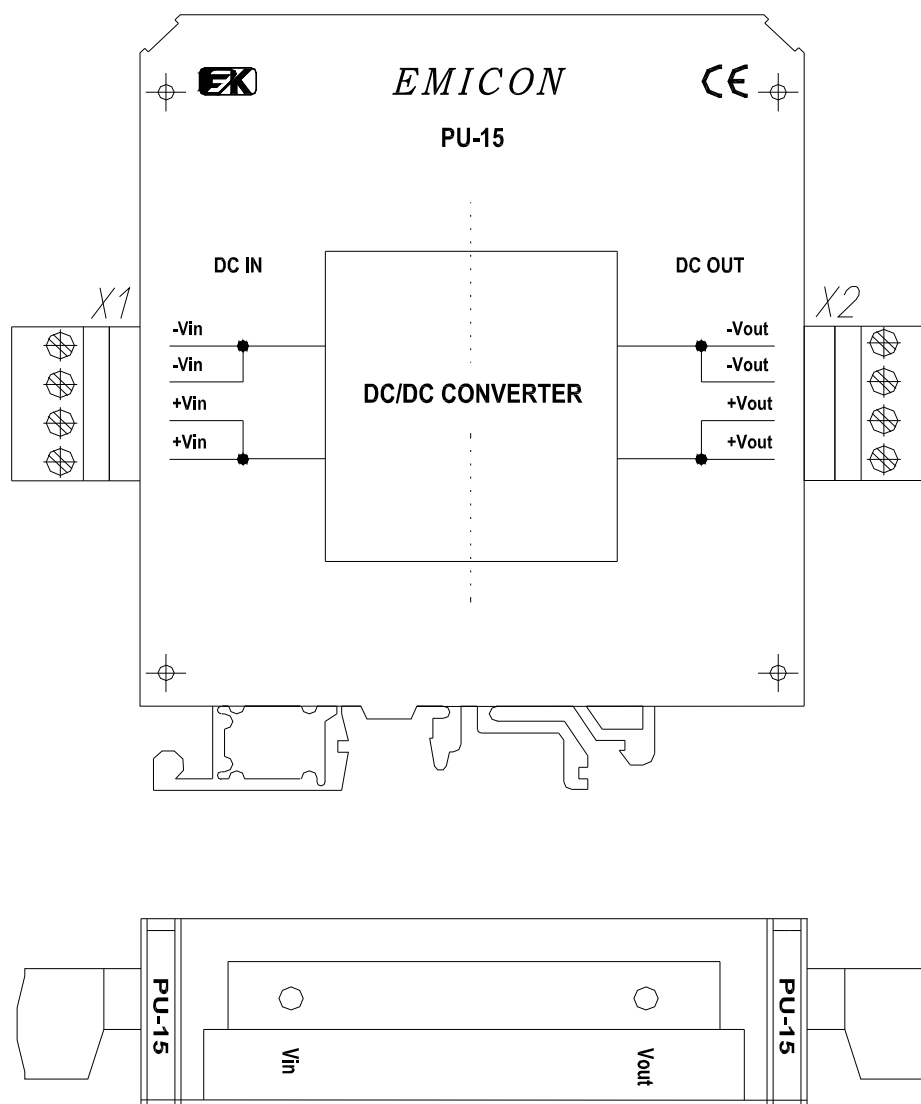 EK
EMICON
CE
PU-15
DC IN
DC OUT
X1
X2
-Vin
-Vin
+Vin
+Vin
DC/DC CONVERTER
-Vout
-Vout
+Vout
+Vout
PU-15
PU-15
Vin
Vout